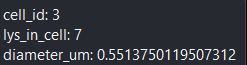 cell_id: 3
lys_in_cell: 7
diameter_um: 0.5513750119507312